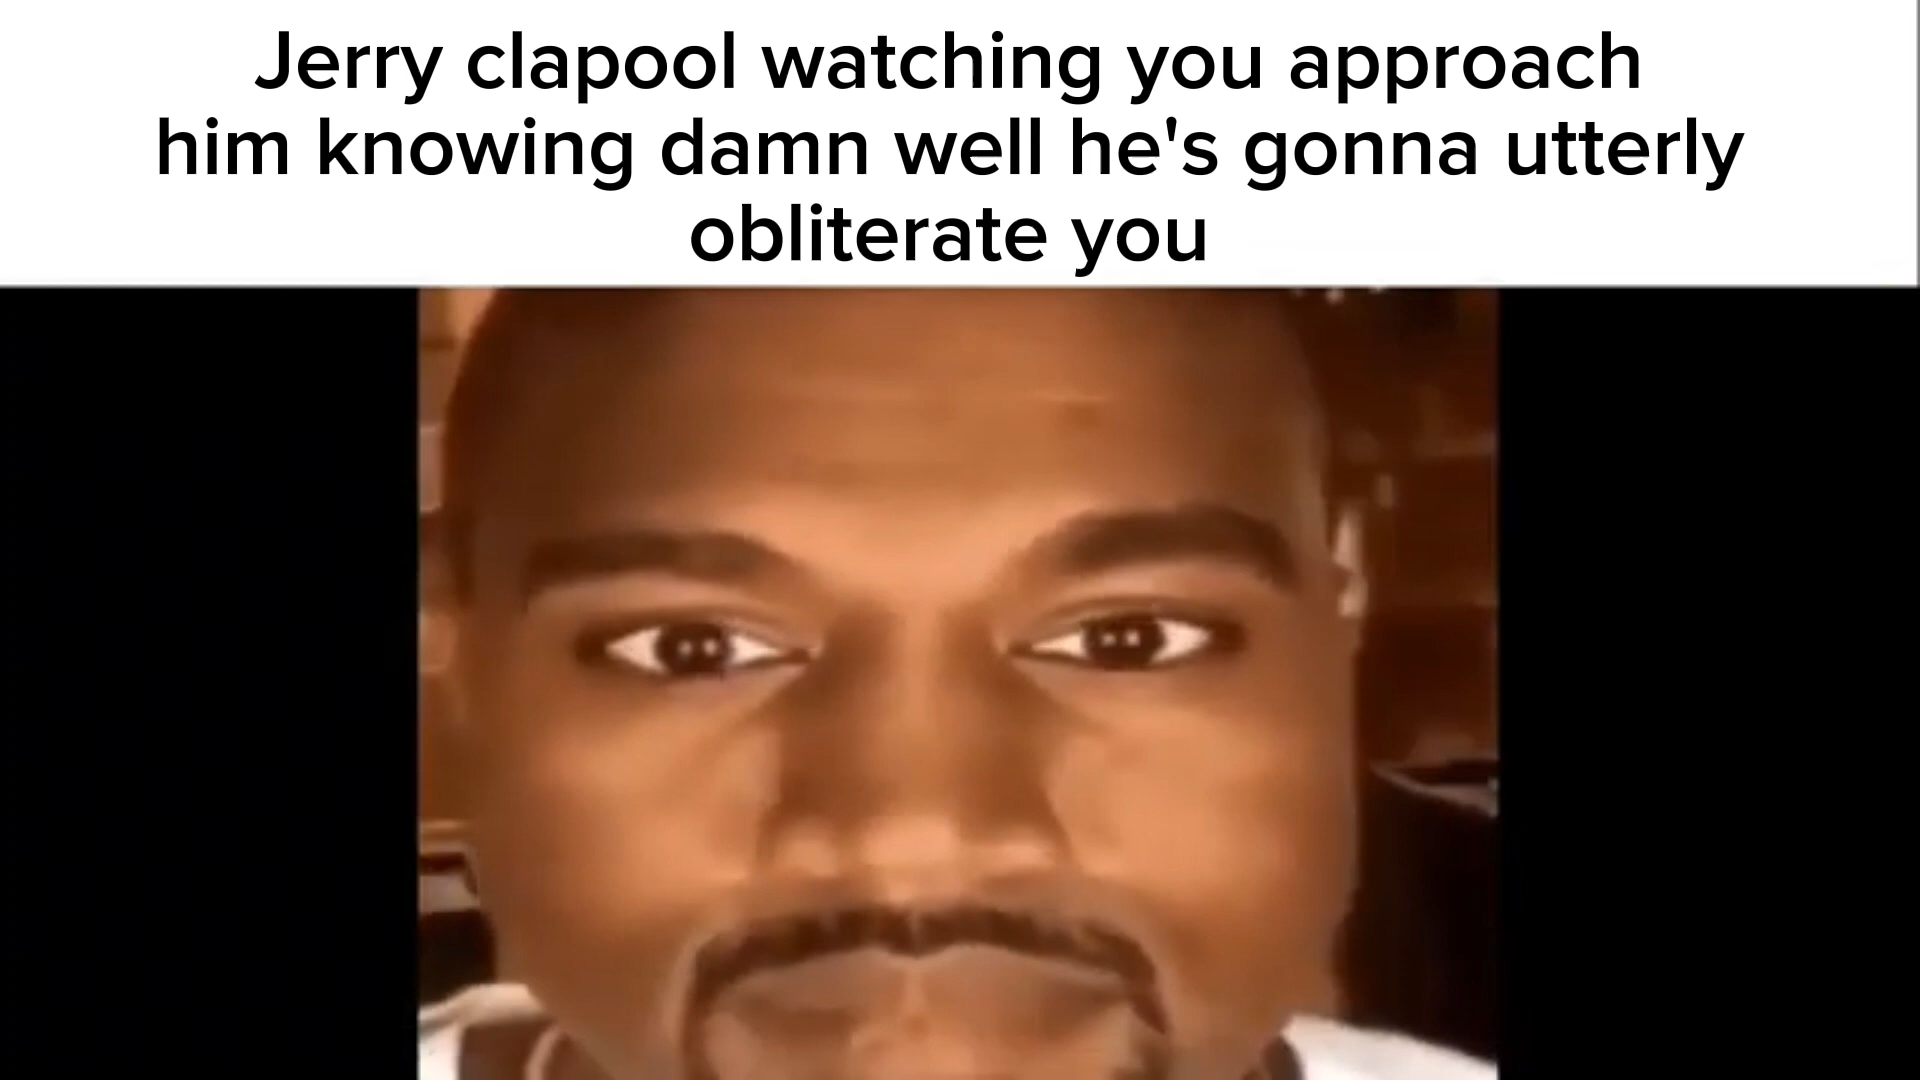 Jerry clapool watching you approach
him knowing damn well he's gonna utterly
obliterate you